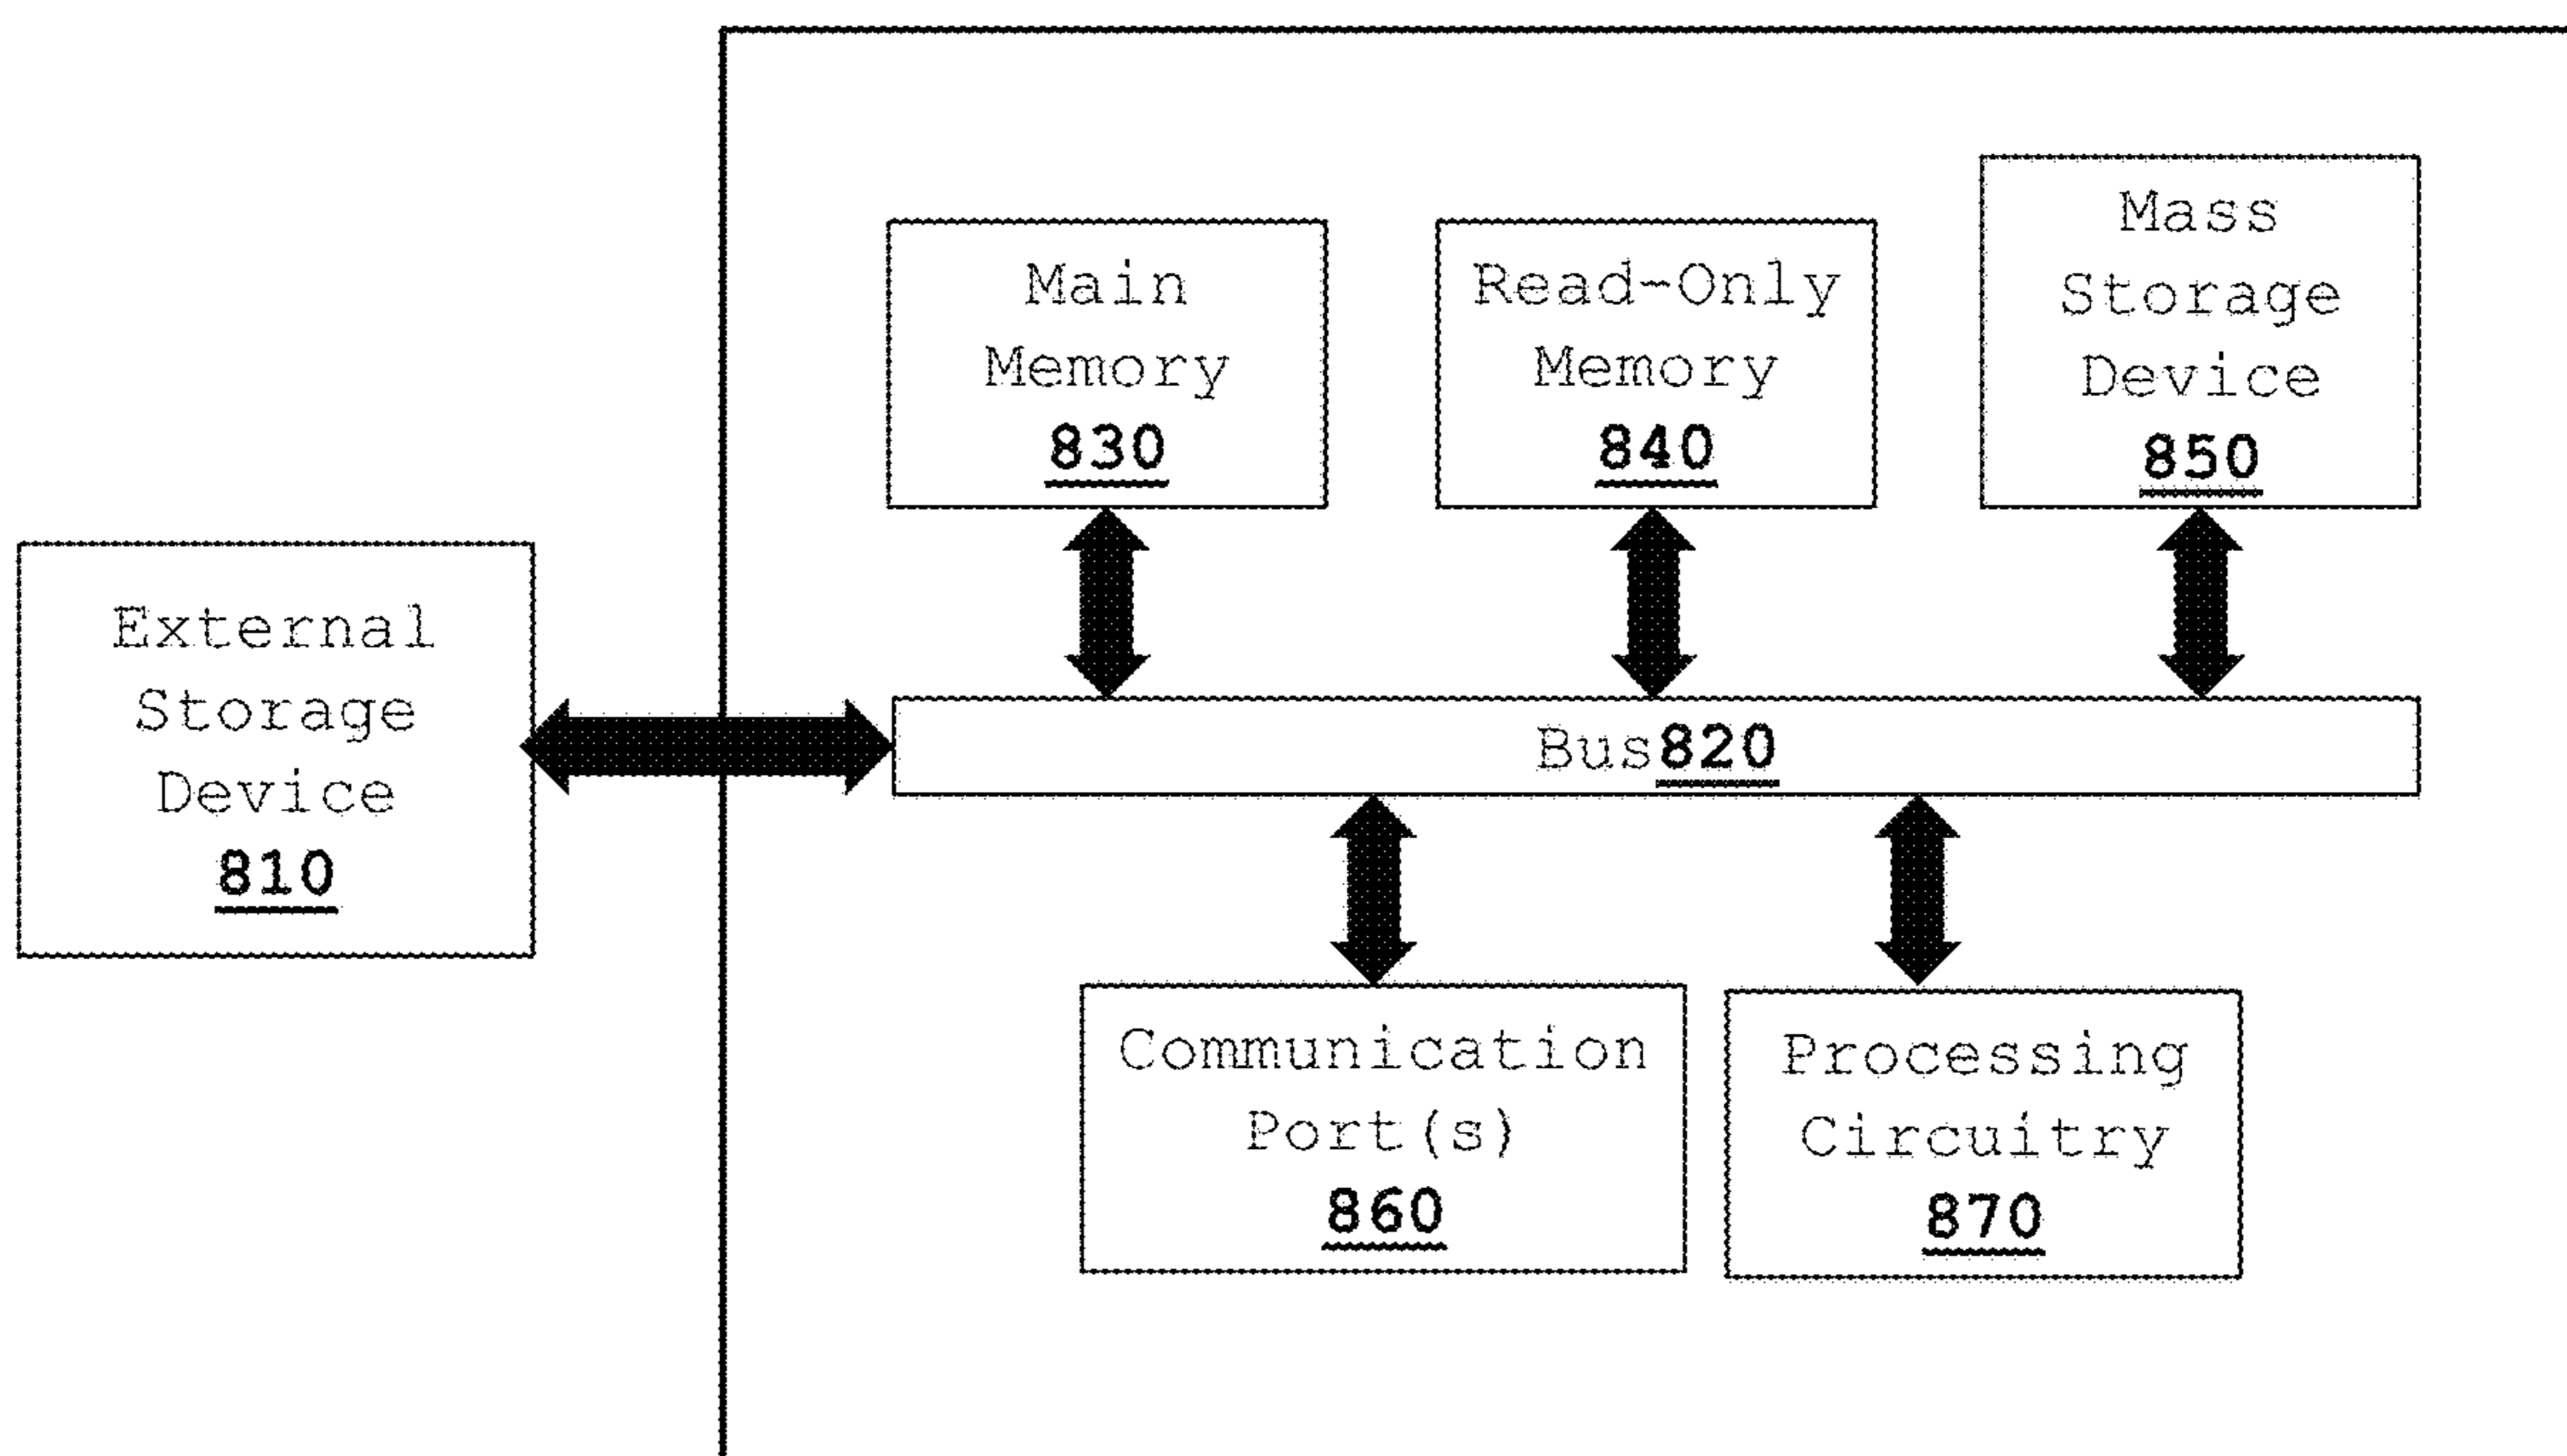 Main
Memory
830
Read-Only
Memory
840
Mass
Storage
Device
850
External
Storage
Device
810
Bus820
Communication
Port(s)
860
Processing
Circuitry
870